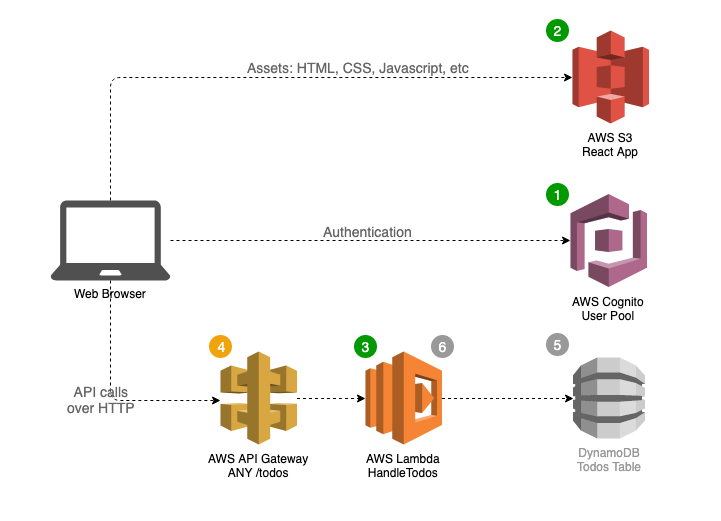 2
Assets: HTML, CSS, Javascript, etc
AWS S3
React App
1
Authentication
AWS Cognito
User Pool
Web Browser
API calls
over HTTP
4
AWS API Gateway
ANY /todos
3
6
AWS Lambda
HandleTodos
5
DynamoDB
Todos Table